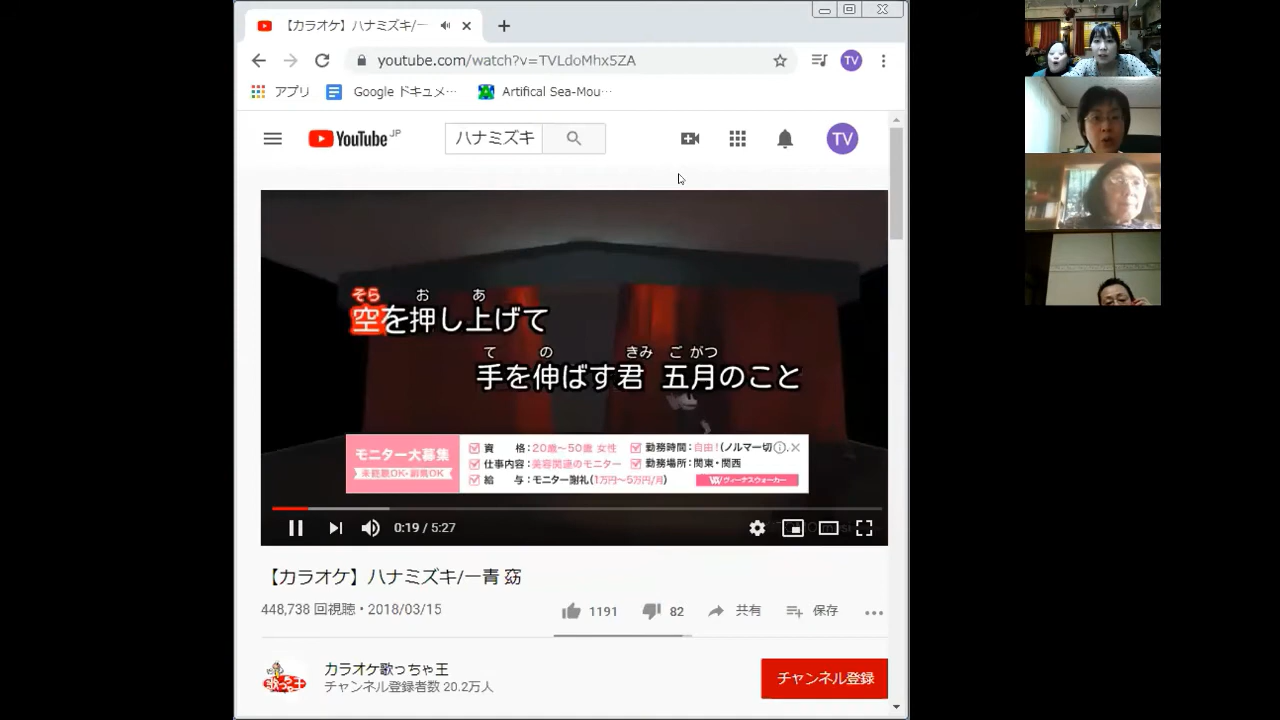 【カラオケ】ハナミズキ/一
youtube.com/watch?v=TVLdoMhx5ZA
TV
アプリ
Google ドキュメ…
Artifical Sea-Mou…
YouTube JP
ハナミズキ
TV
そら お あ
空を押し上げて
て の きみ ご がつ
手を伸ばす君 五月のこと
モニター大募集
未経験OK・副業OK
資 格：20歳～50歳 女性
仕事内容：美容関連のモニター
給 与：モニター謝礼(1万円～5万円/月)
勤務時間：自由！(ノルマ一切
勤務場所：関東・関西
ヴィーナスウォーカー
0:19 / 5:27
【カラオケ】ハナミズキ/一青 窈
448,738 回視聴・2018/03/15
1191
82
共有
保存
歌っちゃ王
カラオケ歌っちゃ王
チャンネル登録者数 20.2万人
チャンネル登録